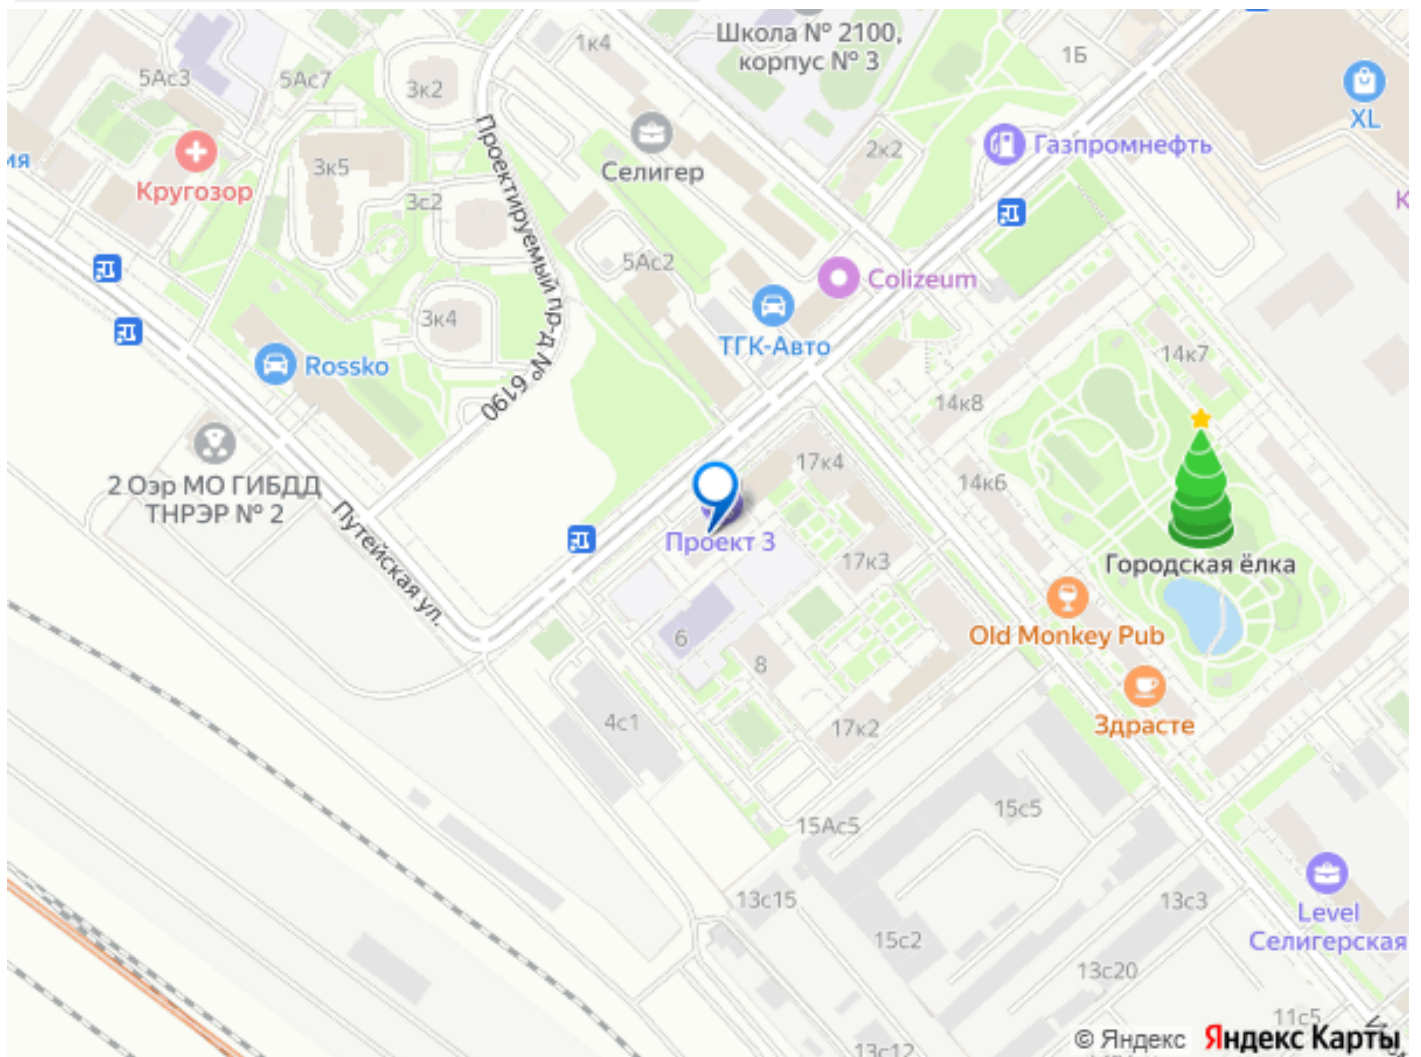 Школа № 2100,
корпус № 3
1к4
1Б
5Ас3
5Ас7
3к2
XL
Газпромнефть
2к2
ия
Кругозор
3к5
Селигер
Проектируемый пр-д № 6190
3с2
К
5Ас2
Colizeum
3к4
ТГК-Авто
Rossko
14к7
14к8
17к4
14к6
2 Оэр МО ГИБДД
ТНРЭР № 2
Путейская ул.
Проект 3
17к3
Городская ёлка
6
8
Old Monkey Pub
4с1
17к2
Здрасте
15с5
15Ас5
13с15
13с3
Level
Селигерская
15с2
13с20
11с5
13с12
© Яндекс Яндекс Карты